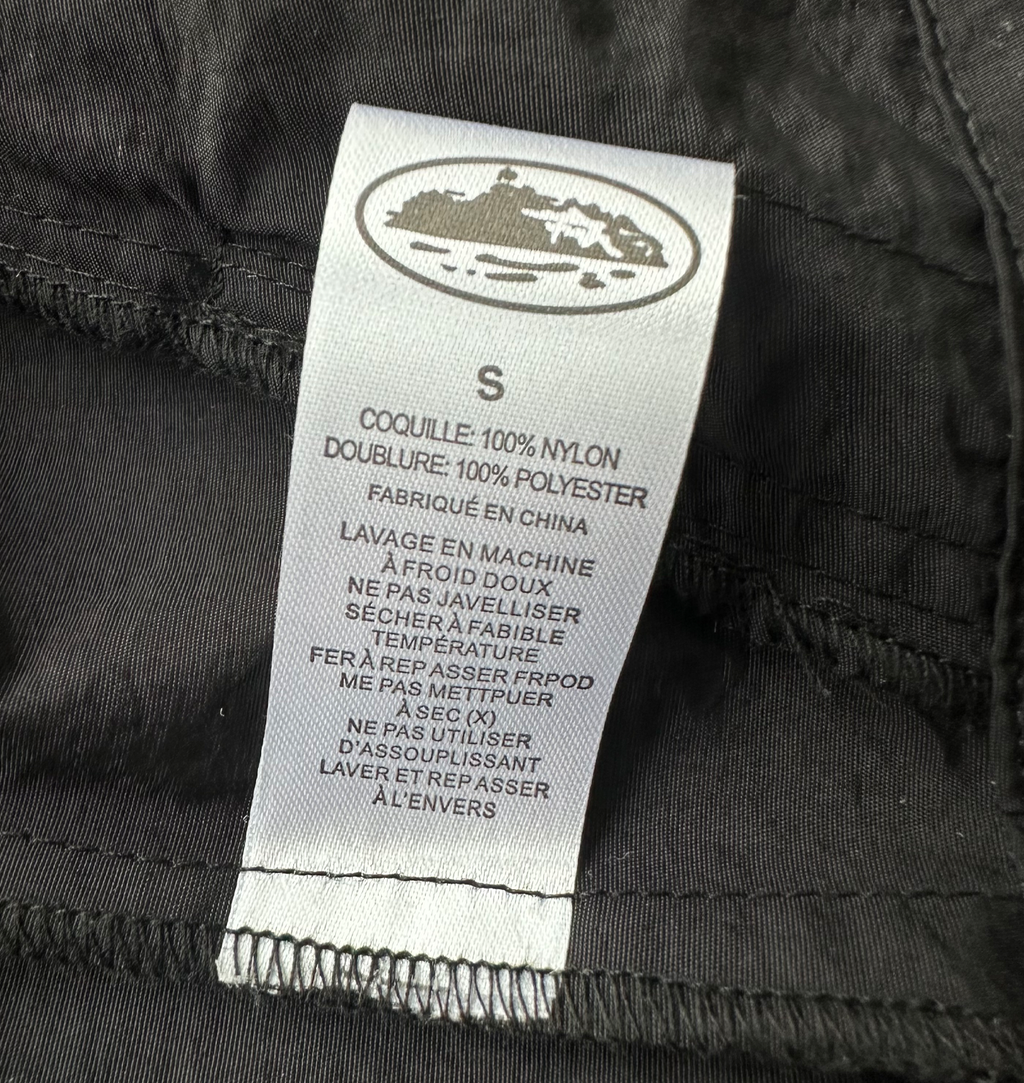 S
COQUILLE: 100% NYLON
DOUBLURE: 100% POLYESTER
FABRIQUÉ EN CHINA
LAVAGE EN MACHINE
À FROID DOUX
NE PAS JAVELLISER
SÉCHER À FABIBLE
TEMPÉRATURE
FER À REP ASSER FRPOD
ME PAS METTPUER
À SEC (X)
NE PAS UTILISER
D'ASSOUPLISSANT
LAVER ET REP ASSER
À L'ENVERS